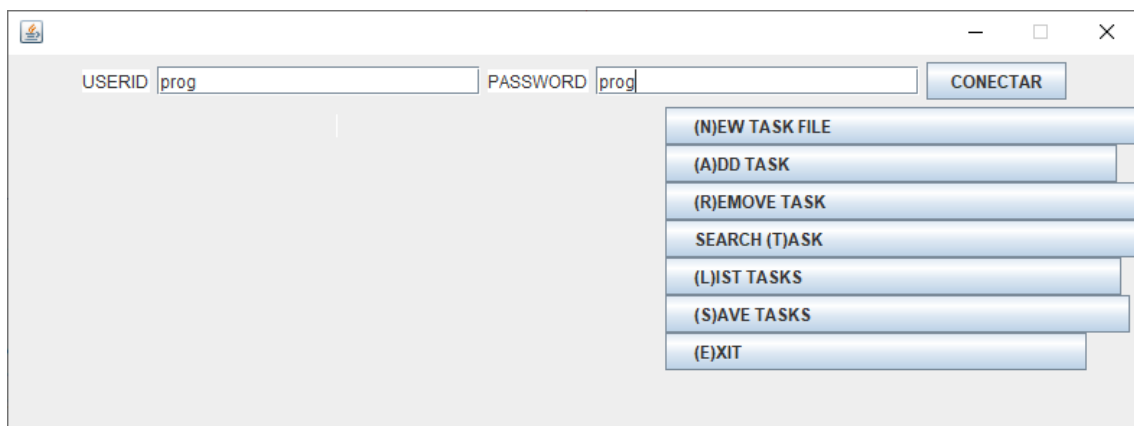 USERID prog PASSWORD prog CONECTAR
(N)EW TASK FILE
(A)DD TASK
(R)EMOVE TASK
SEARCH (T)ASK
(L)IST TASKS
(S)AVE TASKS
(E)XIT